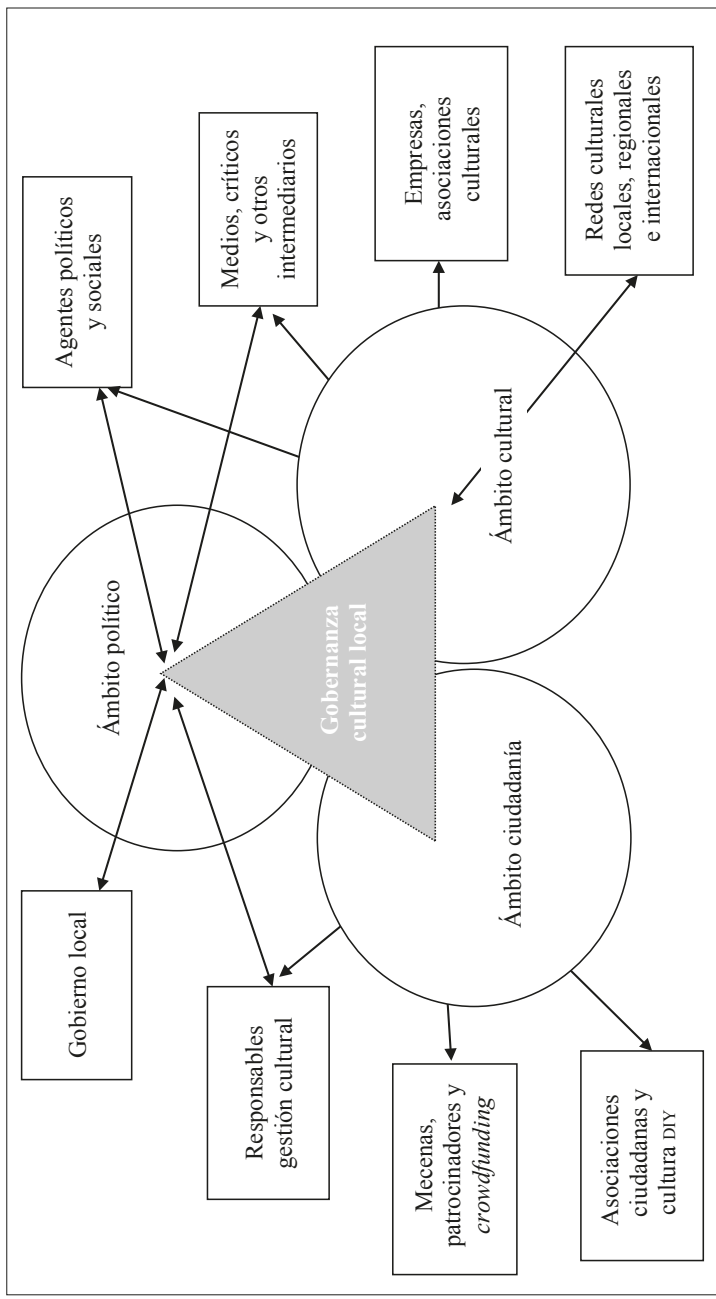 Gobierno local
Ámbito político
Agentes políticos
y sociales
Responsables
gestión cultural
Medios, críticos
y otros
intermediarios
Gobernanza
cultural local
Mecenas,
patrocinadores y
crowdfunding
Ámbito ciudadanía
Ámbito cultural
Empresas,
asociaciones
culturales
Asociaciones
ciudadanas y
cultura DIY
Redes culturales
locales, regionales
e internacionales